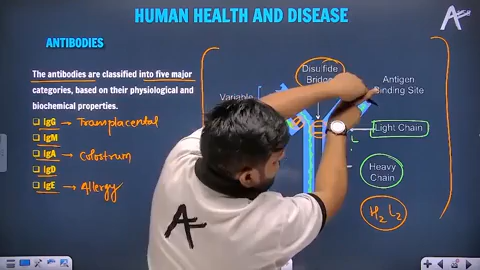 HUMAN HEALTH AND DISEASE
ANTIBODIES
The antibodies are classified into five major
categories, based on their physiological and
biochemical properties.
IgG → Transplacental
IgM
IgA → Colostrum
IgD
IgE → Allergy
Disulfide
Bridge
Variable
Antigen
Binding Site
Light Chain
L
Heavy
Chain
H2 L2